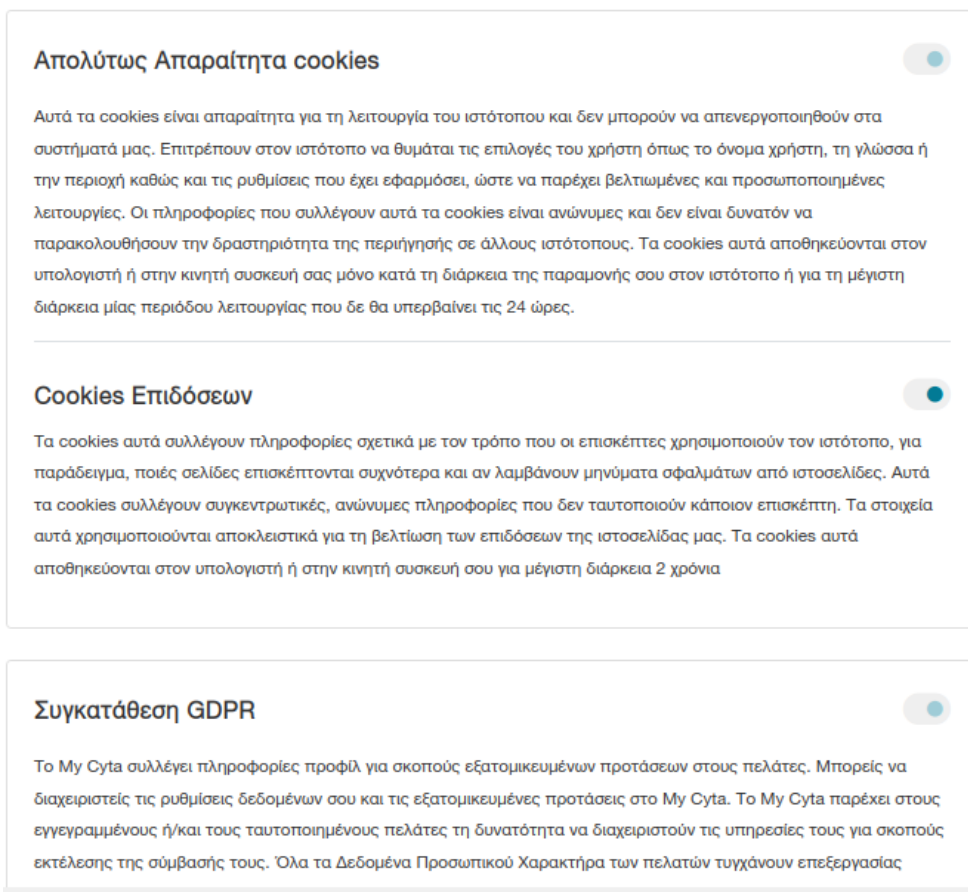 Απολύτως Απαραίτητα cookies
Αυτά τα cookies είναι απαραίτητα για τη λειτουργία του ιστότοπου και δεν μπορούν να απενεργοποιηθούν στα
συστήματά μας. Επιτρέπουν στον ιστότοπο να θυμάται τις επιλογές του χρήστη όπως το όνομα χρήστη, τη γλώσσα ή
την περιοχή καθώς και τις ρυθμίσεις που έχει εφαρμόσει, ώστε να παρέχει βελτιωμένες και προσωποποιημένες
λειτουργίες. Οι πληροφορίες που συλλέγουν αυτά τα cookies είναι ανώνυμες και δεν είναι δυνατόν να
παρακολουθήσουν την δραστηριότητα της περιήγησής σε άλλους ιστότοπους. Τα cookies αυτά αποθηκεύονται στον
υπολογιστή ή στην κινητή συσκευή σας μόνο κατά τη διάρκεια της παραμονής σου στον ιστότοπο ή για τη μέγιστη
διάρκεια μίας περιόδου λειτουργίας που δε θα υπερβαίνει τις 24 ώρες.
Cookies Επιδόσεων
Τα cookies αυτά συλλέγουν πληροφορίες σχετικά με τον τρόπο που οι επισκέπτες χρησιμοποιούν τον ιστότοπο, για
παράδειγμα, ποιές σελίδες επισκέπτονται συχνότερα και αν λαμβάνουν μηνύματα σφαλμάτων από ιστοσελίδες. Αυτά
τα cookies συλλέγουν συγκεντρωτικές, ανώνυμες πληροφορίες που δεν ταυτοποιούν κάποιον επισκέπτη. Τα στοιχεία
αυτά χρησιμοποιούνται αποκλειστικά για τη βελτίωση των επιδόσεων της ιστοσελίδας μας. Τα cookies αυτά
αποθηκεύονται στον υπολογιστή ή στην κινητή συσκευή σου για μέγιστη διάρκεια 2 χρόνια
Συγκατάθεση GDPR
Το My Cyta συλλέγει πληροφορίες προφίλ για σκοπούς εξατομικευμένων προτάσεων στους πελάτες. Μπορείς να
διαχειριστείς τις ρυθμίσεις δεδομένων σου και τις εξατομικευμένες προτάσεις στο My Cyta. Το My Cyta παρέχει στους
εγγεγραμμένους ή/και τους ταυτοποιημένους πελάτες τη δυνατότητα να διαχειριστούν τις υπηρεσίες τους για σκοπούς
εκτέλεσης της σύμβασής τους. Όλα τα Δεδομένα Προσωπικού Χαρακτήρα των πελατών τυγχάνουν επεξεργασίας